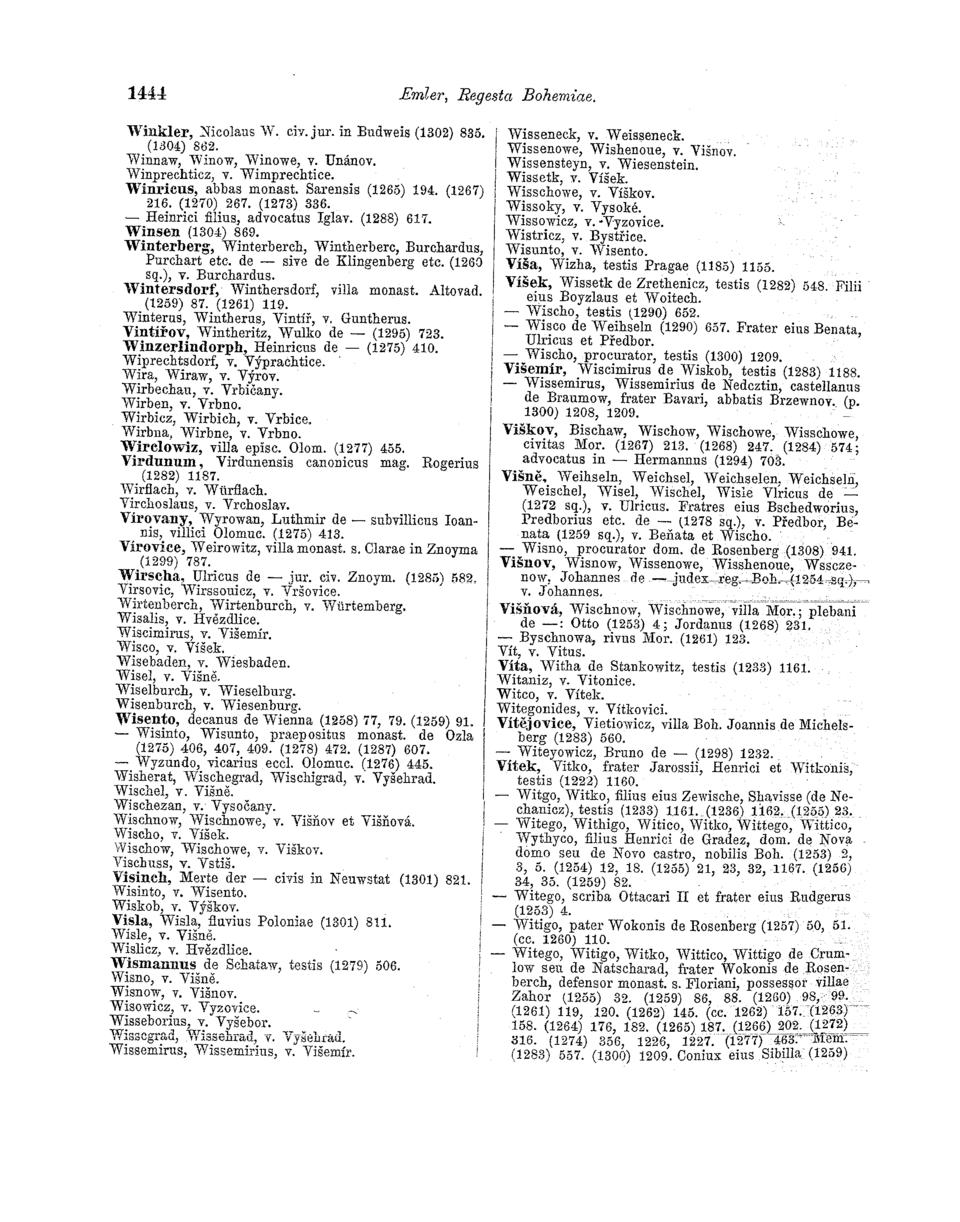 1444
Emler, Regesta Bohemiae.
Winkler, Nicolaus W. civ. jur. in Budweis (1302) 835.
(1304) 862.
Winnaw, Winow, Winowe, v. Unánov.
Winprechticz, v. Wimprechtice.
Winricus, abbas monast. Sarensis (1265) 194. (1267)
216. (1270) 267. (1273) 336.
— Heinrici filius, advocatus Iglav. (1288) 617.
Winsen (1304) 869.
Winterberg, Winterberch, Wintherberc, Burchardus,
Purchart etc. de — sive de Klingenberg etc. (1260
sq.), v. Burchardus.
Wintersdorf, Winthersdorf, villa monast. Altovad.
(1259) 87. (1261) 119.
Winterus, Wintherus, Vintíř, v. Guntherus.
Vintířov, Wintheritz, Wulko de — (1295) 723.
Winzerlindorph, Heinricus de — (1275) 410.
Wiprechtsdorf, v. Výprachtice.
Wira, Wiraw, v. Výrov.
Wirbechau, v. Vrbičany.
Wirben, v. Vrbno.
Wirbicz, Wirbich, v. Vrbice.
Wirbna, Wirbne, v. Vrbno.
Wirclowiz, villa episc. Olom. (1277) 455.
Virdunum, Virdunensis canonicus mag. Rogerius
(1282) 1187.
Wirflach, v. Würflach.
Virchoslaus, v. Vrchoslav.
Virovany, Wyrowan, Luthmir de — subvillicus Ioan-
nis, villici Olomuc. (1275) 413.
Virovice, Weirowitz, villa monast. s. Clarae in Znoyma
(1299) 787.
Wirscha, Ulricus de — jur. civ. Znoym. (1285) 582.
Virsovic, Wirssouicz, v. Vršovice.
Wirtenberch, Wirtenburch, v. Würtemberg.
Wisalis, v. Hvězdlice.
Wiscimirus, v. Višemír.
Wisco, v. Víšek.
Wisebaden, v. Wiesbaden.
Wisel, v. Višně.
Wiselburch, v. Wieselburg.
Wisenburch, v. Wiesenburg.
Wisento, decanus de Wienna (1258) 77, 79. (1259) 91.
— Wisinto, Wisunto, praepositus monast. de Ozla
(1275) 406, 407, 409. (1278) 472. (1287) 607.
— Wyzundo, vicarius eccl. Olomuc. (1276) 445.
Wisherat, Wischegrad, Wischigrad, v. Vyšehrad.
Wischel, v. Višně.
Wischezan, v. Vysočany.
Wischnow, Wischnowe, v. Višňov et Višňová.
Wischo, v. Víšek.
Wischow, Wischowe, v. Viškov.
Vischuss, v. Vstiš.
Visinch, Merte der — civis in Neuwstat (1301) 821.
Wisinto, v. Wisento.
Wiskob, v. Výškov.
Visla, Wisla, fluvius Poloniae (1301) 811.
Wisle, v. Višně.
Wislicz, v. Hvězdlice.
Wismannus de Schataw, testis (1279) 506.
Wisno, v. Višně.
Wisnow, v. Višnov.
Wisowicz, v. Vyzovice.
Wisseborius, v. Vyšebor.
Wissegrad, Wissehrad, v. Vyšehrad.
Wissemirus, Wissemirius, v. Višemír.
Wisseneck, v. Weisseneck.
Wissenowe, Wishenoue, v. Višnov.
Wissensteyn, v. Wiesenstein.
Wissetk, v. Víšek.
Wisschowe, v. Víškov.
Wissoky, v. Vysoké.
Wissowicz, v. Vyzovice.
Wistricz, v. Bystřice.
Wisunto, v. Wisento.
Víša, Wizha, testis Pragae (1185) 1155.
Víšek, Wissetk de Zrethenicz, testis (1282) 548. Filii
eius Boyzlaus et Woitech.
— Wischo, testis (1290) 652.
— Wisco de Weihseln (1290) 657. Frater eius Benata,
Ulricus et Předbor.
— Wischo, procurator, testis (1300) 1209.
Višemír, Wiscimirus de Wiskob, testis (1283) 1188.
— Wissemirus, Wissemirius de Nedcztin, castellanus
de Braumow, frater Bavari, abbatis Brzewnov. (p.
1300) 1208, 1209.
Viškov, Bischaw, Wischow, Wischowe, Wisschowe,
civitas Mor. (1267) 213. (1268) 247. (1284) 574;
advocatus in — Hermannus (1294) 703.
Višně, Weihseln, Weichsel, Weichselen, Weichseln,
Weischel, Wisel, Wischel, Wisle Vlricus de —
(1272 sq.), v. Ulricus. Fratres eius Bschedworius,
Predborius etc. de — (1278 sq.), v. Předbor, Be-
nata (1259 sq.), v. Beňata et Wischo.
— Wisno, procurator dom. de Rosenberg (1308) 941.
Višnov, Wisnow, Wissenowe, Wisshenoue, Wsscze-
now, Johannes de — judex reg. Boh. (1254 sq.),
v. Johannes.
Višňová, Wischnow, Wischnowe, villa Mor.; plebani
de —: Otto (1253) 4; Jordanus (1268) 231.
— Byschnowa, rivus Mor. (1261) 123.
Vít, v. Vitus.
Víta, Witha de Stankowitz, testis (1233) 1161.
Witaniz, v. Vitonice.
Witco, v. Vítek.
Witegonides, v. Vítkovici.
Vítějovice, Vietiowicz, villa Boh. Joannis de Michels-
berg (1283) 560.
— Witeyowicz, Bruno de — (1298) 1232.
Vítek, Vitko, frater Jarossii, Henrici et Witkonis,
testis (1222) 1160.
— Witgo, Witko, filius eius Zewische, Shavisse (de Ne-
chanicz), testis (1233) 1161. (1236) 1162. (1255) 23.
— Witego, Withigo, Witico, Witko, Wittego, Wittico,
Wythyco, filius Henrici de Gradez, dom. de Nova
domo seu de Novo castro, nobilis Boh. (1253) 2,
3, 5. (1254) 12, 18. (1255) 21, 23, 32, 1167. (1256)
34, 35. (1259) 82.
— Witego, scriba Ottacari II et frater eius Rudgerus
(1253) 4.
— Witigo, pater Wokonis de Rosenberg (1257) 50, 51.
(cc. 1260) 110.
— Witego, Witigo, Witko, Wittico, Wittigo de Crum-
low seu de Natscharad, frater Wokonis de Rosen-
berch, defensor monast. s. Floriani, possessor villae
Zahor (1255) 32. (1259) 86, 88. (1260) 98, 99.
(1261) 119, 120. (1262) 145. (cc. 1262) 157. (1263)
158. (1264) 176, 182. (1265) 187. (1266) 202. (1272)
316. (1274) 356, 1226, 1227. (1277) 463. Mem.
(1283) 557. (1300) 1209. Coniux eius Sibilla (1259)